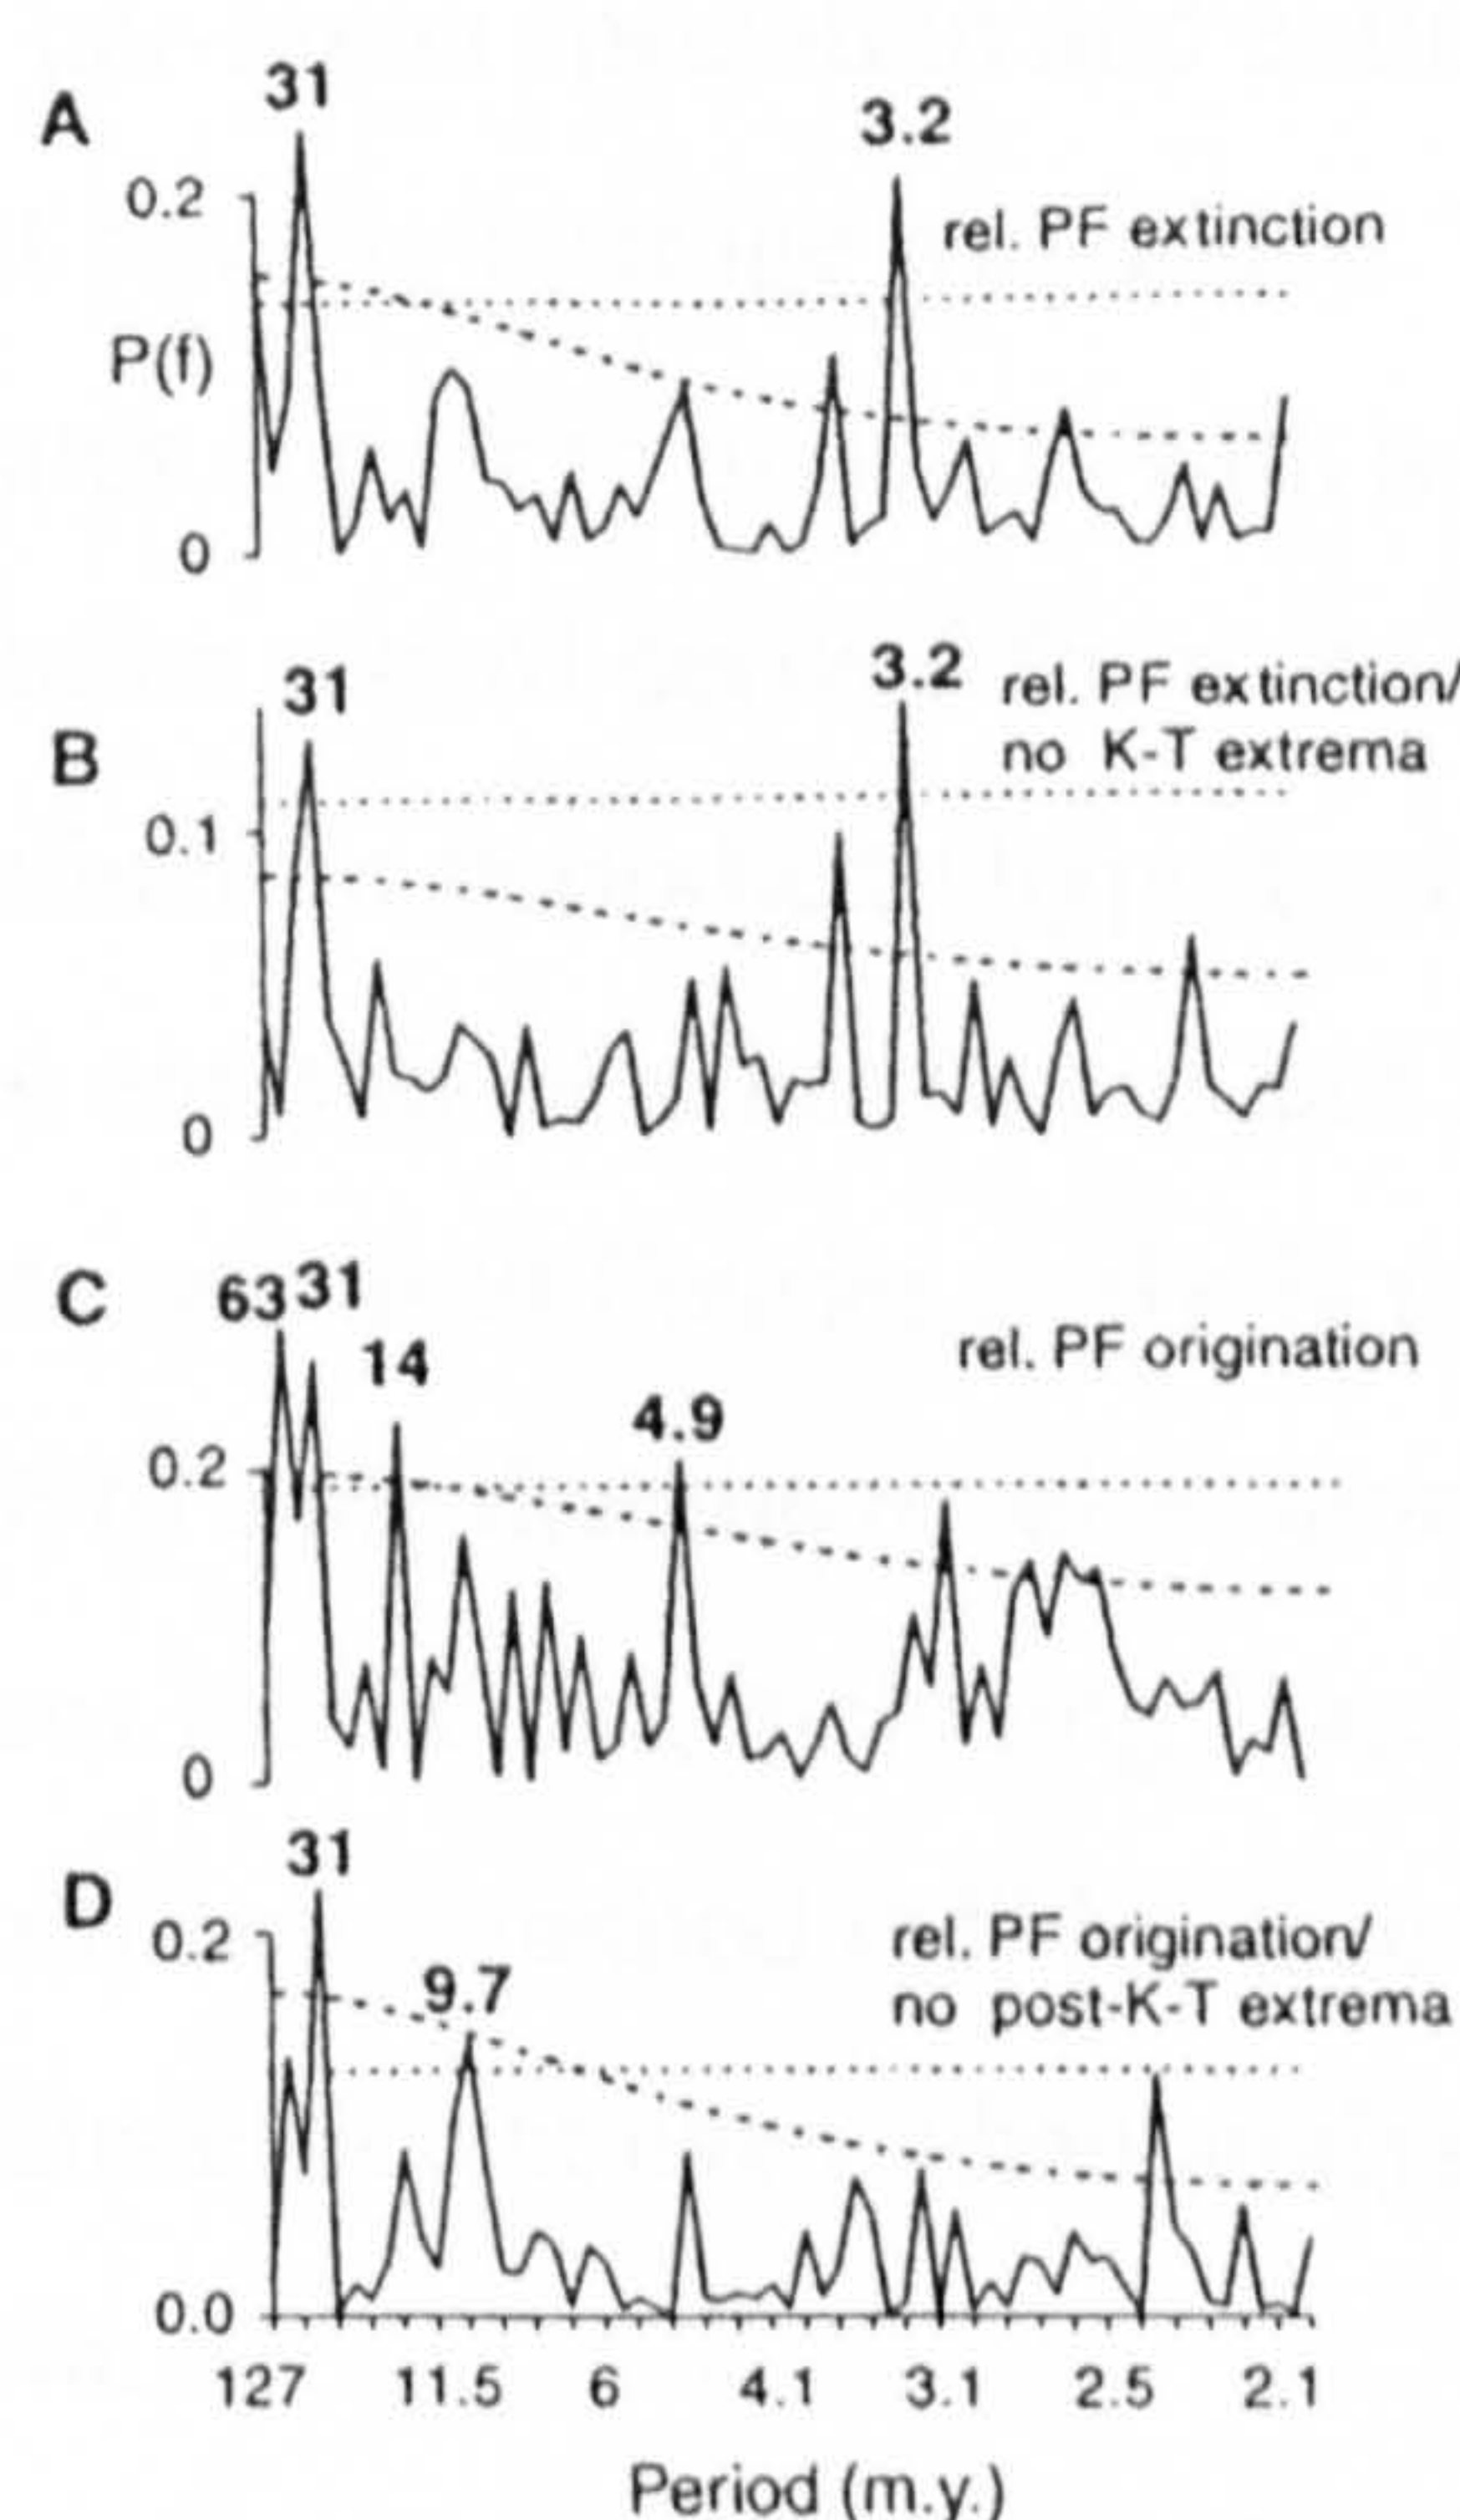 A
31
3.2
0.2
rel. PF extinction
P(f)
0
B
31
3.2
rel. PF extinction/
no K-T extrema
0.1
0
C
63 31
14
4.9
rel. PF origination
0.2
0
D
31
0.2
9.7
rel. PF origination/
no post-K-T extrema
0.0
127 11.5 6 4.1 3.1 2.5 2.1
Period (m.y.)